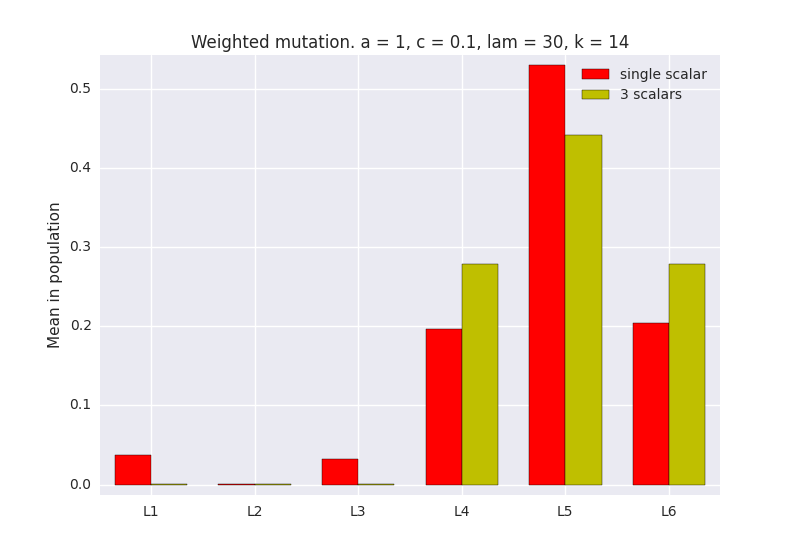 Weighted mutation. a = 1, c = 0.1, lam = 30, k = 14
single scalar
3 scalars
Mean in population
0.5
0.4
0.3
0.2
0.1
0.0
L1 L2 L3 L4 L5 L6